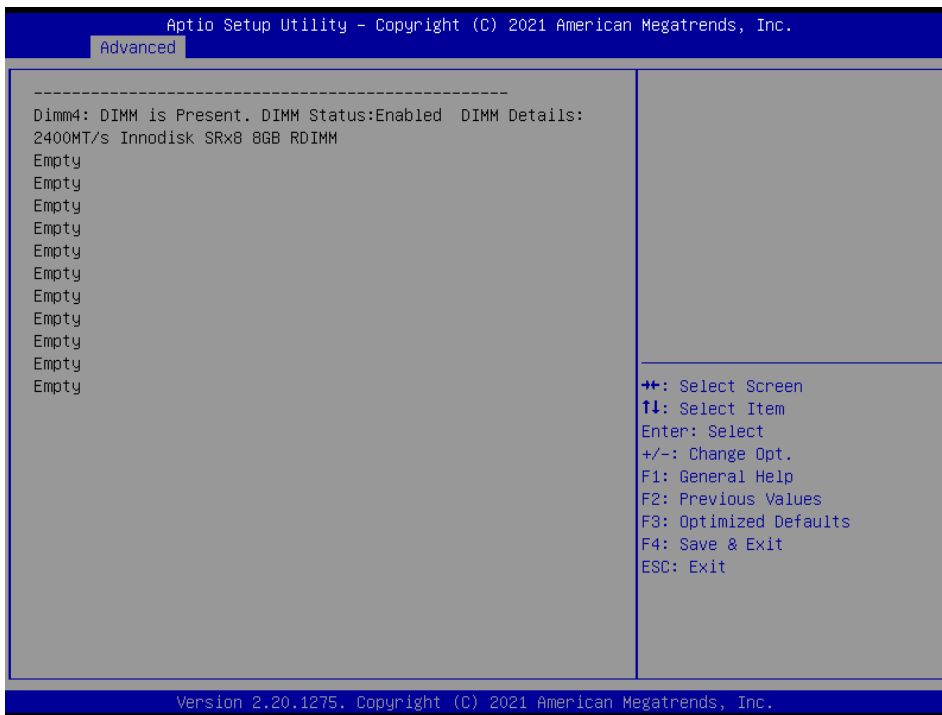 Aptio Setup Utility – Copyright (C) 2021 American Megatrends, Inc.
Advanced
--------------------------------------------------
Dimm4: DIMM is Present. DIMM Status:Enabled  DIMM Details:
2400MT/s Innodisk SRx8 8GB RDIMM
Empty
Empty
Empty
Empty
Empty
Empty
Empty
Empty
Empty
Empty
Empty
→←: Select Screen
↑↓: Select Item
Enter: Select
+/-: Change Opt.
F1: General Help
F2: Previous Values
F3: Optimized Defaults
F4: Save & Exit
ESC: Exit
Version 2.20.1275. Copyright (C) 2021 American Megatrends, Inc.